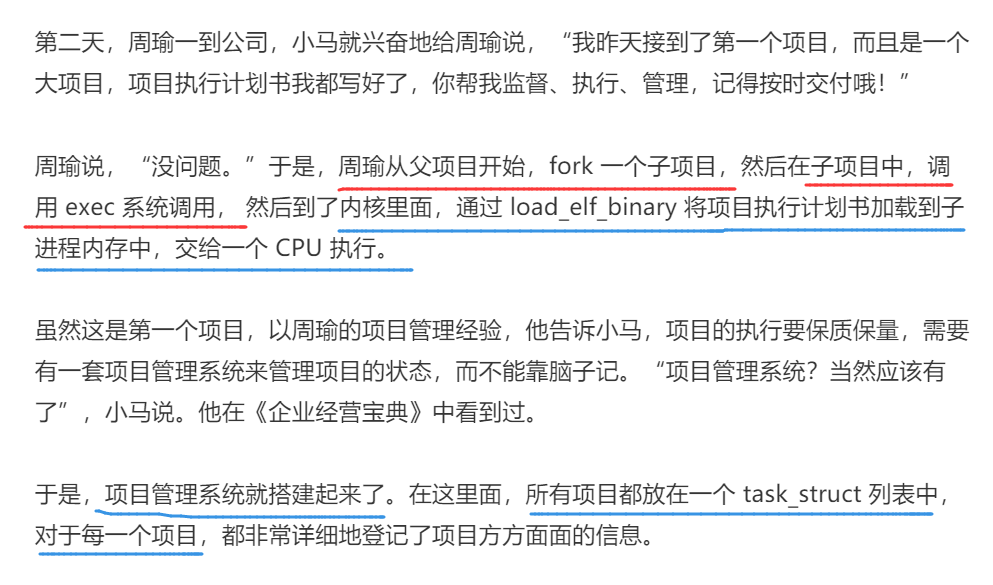 第二天，周瑜一到公司，小马就兴奋地给周瑜说，“我昨天接到了第一个项目，而且是一个
大项目，项目执行计划书我都写好了，你帮我监督、执行、管理，记得按时交付哦！”
周瑜说，“没问题。”于是，周瑜从父项目开始，fork 一个子项目，然后在子项目中，调
用 exec 系统调用，然后到了内核里面，通过 load_elf_binary 将项目执行计划书加载到子
进程内存中，交给一个 CPU 执行。
虽然这是第一个项目，以周瑜的项目管理经验，他告诉小马，项目的执行要保质保量，需要
有一套项目管理系统来管理项目的状态，而不能靠脑子记。“项目管理系统？当然应该有
了”，小马说。他在《企业经营宝典》中看到过。
于是，项目管理系统就搭建起来了。在这里面，所有项目都放在一个 task_struct 列表中，
对于每一个项目，都非常详细地登记了项目方方面面的信息。